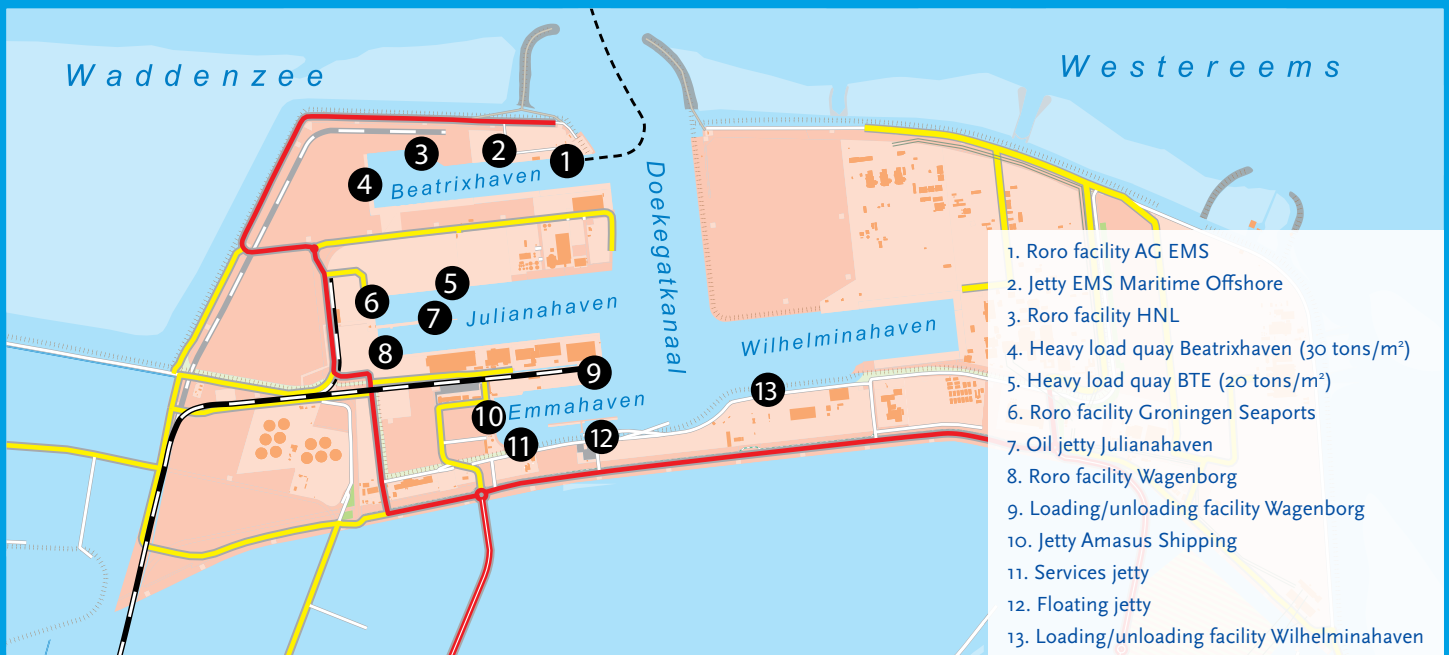 Waddenzee
Westereems
3
2
1
4
Beatrixhaven
Doekegatkanaal
5
6
7
Julianahaven
8
Wilhelminahaven
9
13
10
Emmahaven
11
12
1. Roro facility AG EMS
2. Jetty EMS Maritime Offshore
3. Roro facility HNL
4. Heavy load quay Beatrixhaven (30 tons/m²)
5. Heavy load quay BTE (20 tons/m²)
6. Roro facility Groningen Seaports
7. Oil jetty Julianahaven
8. Roro facility Wagenborg
9. Loading/unloading facility Wagenborg
10. Jetty Amasus Shipping
11. Services jetty
12. Floating jetty
13. Loading/unloading facility Wilhelminahaven